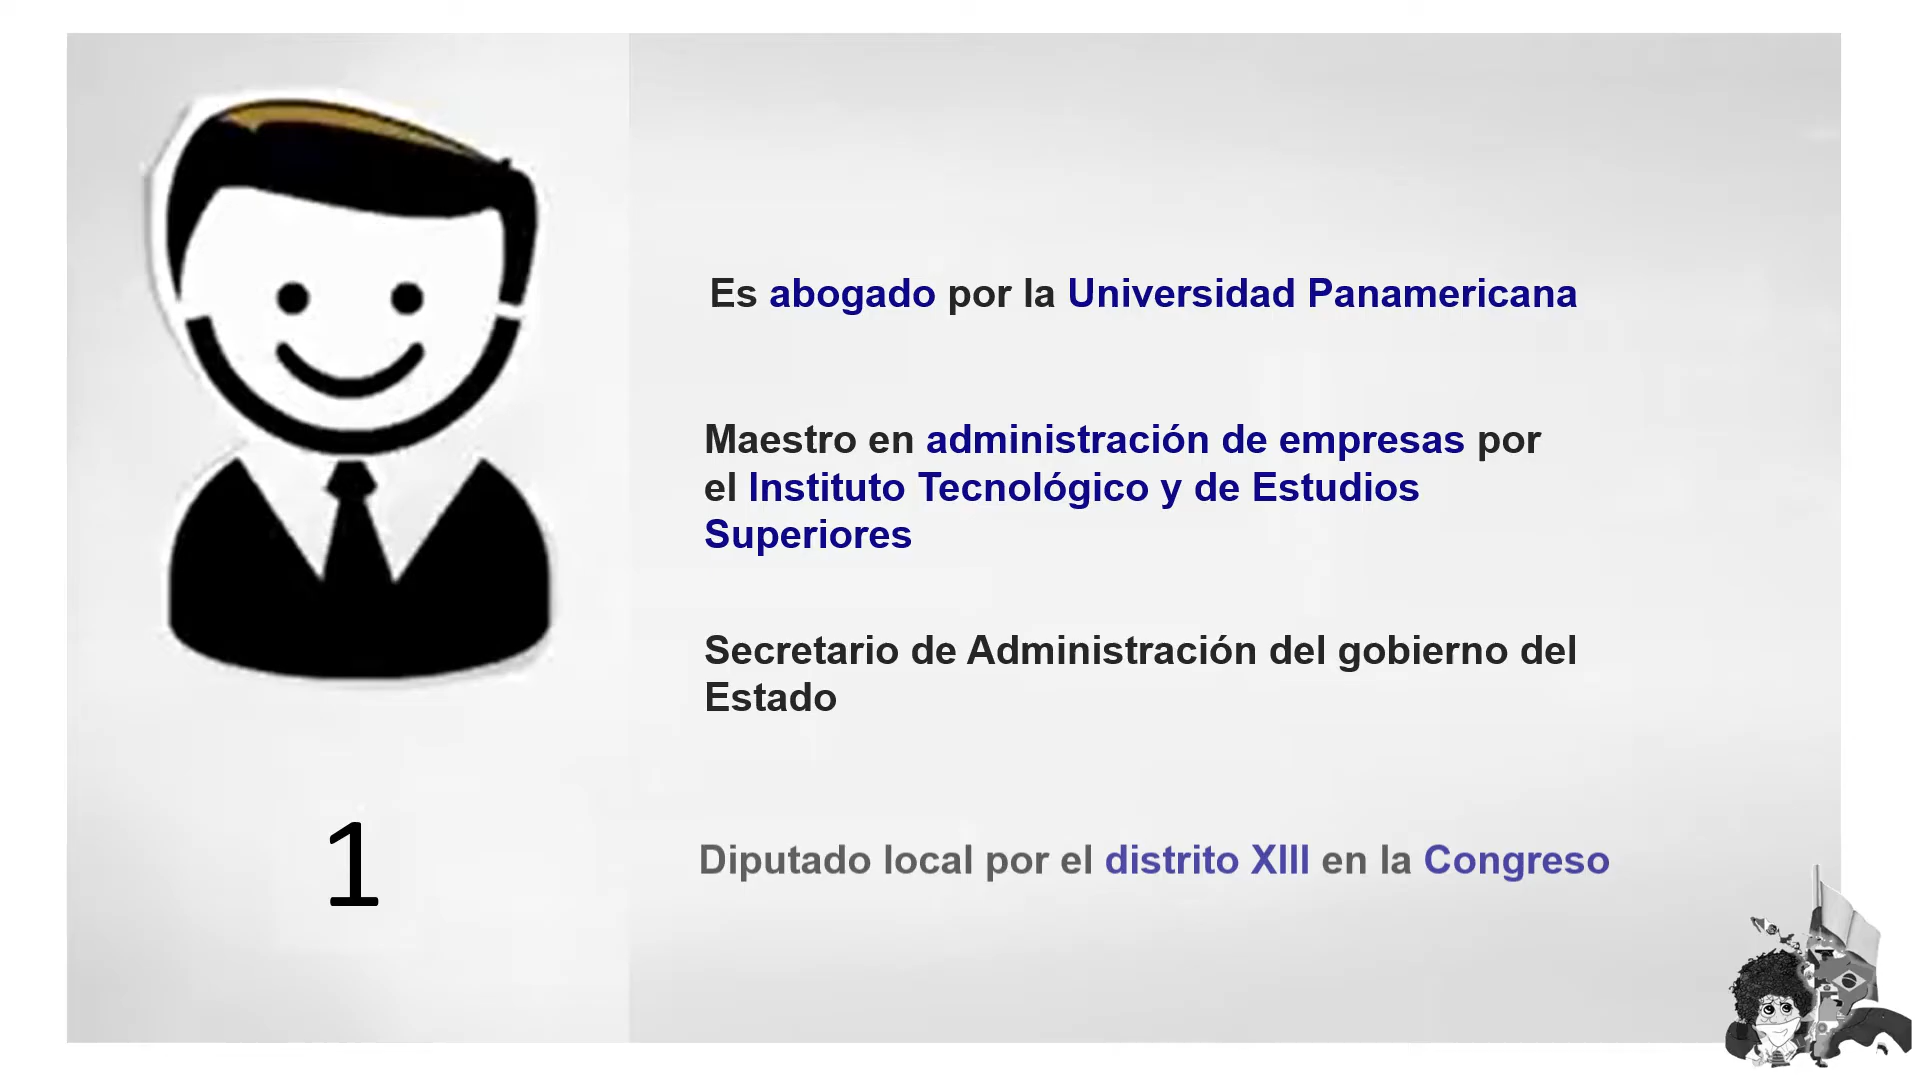 Es abogado por la Universidad Panamericana
Maestro en administración de empresas por
el Instituto Tecnológico y de Estudios
Superiores
Secretario de Administración del gobierno del
Estado
Diputado local por el distrito XIII en la Congreso
1